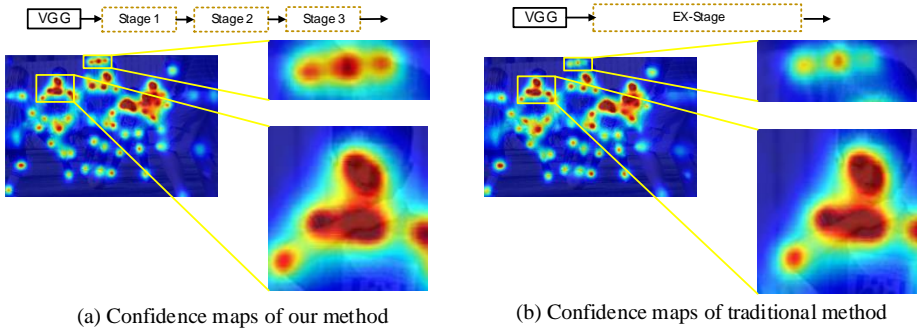 VGG
Stage 1
Stage 2
Stage 3
VGG
EX-Stage
(a) Confidence maps of our method
(b) Confidence maps of traditional method